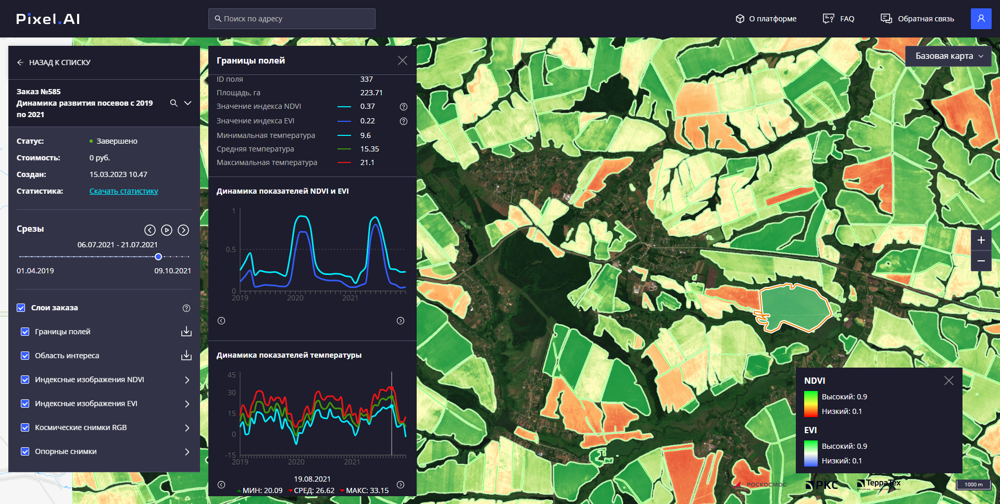 Pixel.AI
Поиск по адресу
О платформе
FAQ
Обратная связь
НАЗАД К СПИСКУ
Заказ №585
Динамика развития посевов с 2019
по 2021
Статус: Завершено
Стоимость: 0 руб.
Создан: 15.03.2023 10.47
Статистика: Скачать статистику
Срезы
06.07.2021 - 21.07.2021
01.04.2019 09.10.2021
Слои заказа
Границы полей
Область интереса
Индексные изображения NDVI
Индексные изображения EVI
Космические снимки RGB
Опорные снимки
Границы полей
ID поля 337
Площадь, га 223.71
Значение индекса NDVI 0.37
Значение индекса EVI 0.22
Минимальная температура 9.6
Средняя температура 15.35
Максимальная температура 21.1
Динамика показателей NDVI и EVI
1
0.5
0
2019 2020 2021
Динамика показателей температуры
45
30
15
0
-15
2019 2020 2021
19.08.2021
МИН: 20.09 СРЕД: 26.62 МАКС: 33.15
Базовая карта
+
−
NDVI
Высокий: 0.9
Низкий: 0.1
EVI
Высокий: 0.9
Низкий: 0.1
РОСКОСМОС
РКС
ТерраТех
1000 m